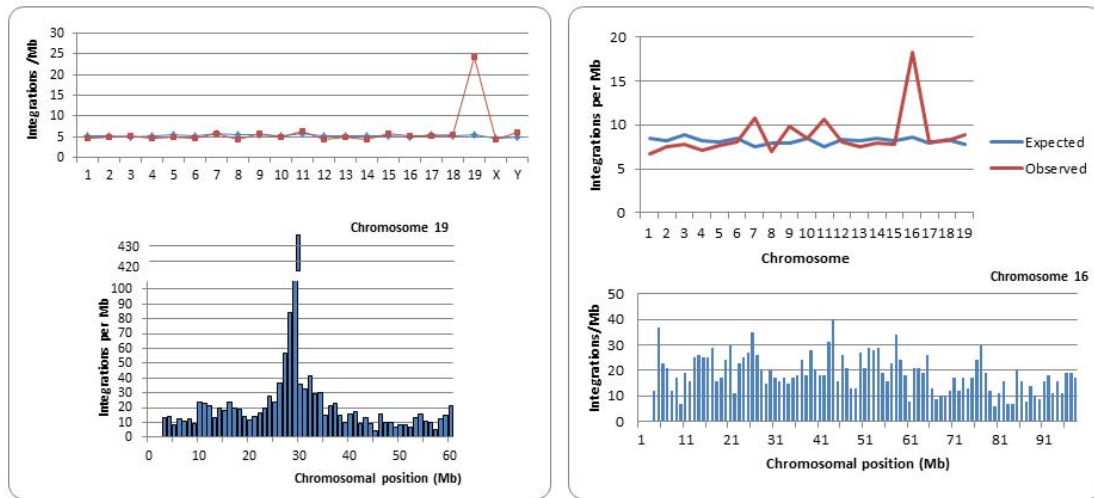 Integrations /Mb
30
25
20
15
10
5
0
1 2 3 4 5 6 7 8 9 10 11 12 13 14 15 16 17 18 19 X Y
Chromosome 19
Integrations per Mb
430
420
100
90
80
70
60
50
40
30
20
10
0
0 10 20 30 40 50 60
Chromosomal position (Mb)
Integrations per Mb
20
15
10
5
0
1 2 3 4 5 6 7 8 9 10 11 12 13 14 15 16 17 18 19
Chromosome
Expected
Observed
Chromosome 16
Integrations/Mb
50
40
30
20
10
0
1 11 21 31 41 51 61 71 81 91
Chromosomal position (Mb)